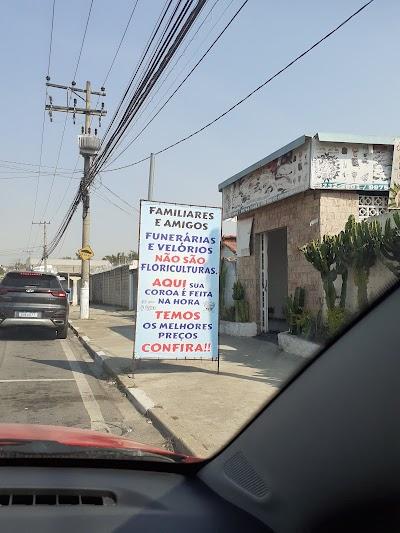 FAMILIARES
E AMIGOS
FUNERÁRIAS
E VELÓRIOS
NÃO SÃO
FLORICULTURAS.
AQUI SUA
COROA É FEITA
NA HORA
TEMOS
OS MELHORES
PREÇOS
CONFIRA!!